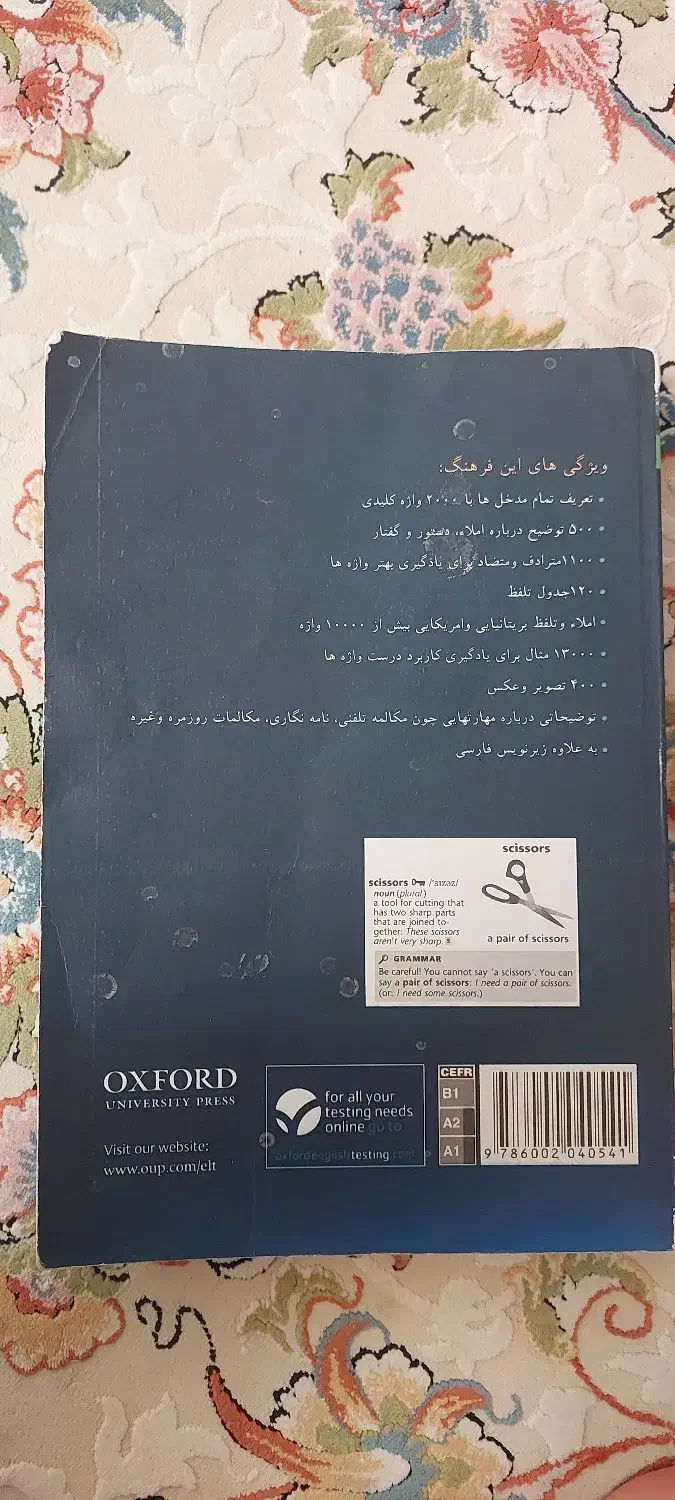 ویژگی های این فرهنگ:
• تعریف تمام مدخل ها با ۲۰۰۰ واژه کلیدی
• ۵۰۰ توضیح درباره املاء، دستور و گفتار
• ۱۱۰۰مترادف ومتضاد برای یادگیری بهتر واژه ها
• ۱۲۰جدول تلفظ
• املاء وتلفظ بریتانیایی وامریکایی بیش از ۱۰۰۰۰ واژه
• ۱۳۰۰۰ مثال برای یادگیری کاربرد درست واژه ها
• ۴۰۰ تصویر وعکس
• توضیحاتی درباره مهارتهایی چون مکالمه تلفنی، نامه نگاری، مکالمات روزمره وغیره
• به علاوه زیرنویس فارسی
scissors
scissors /ˈsɪzəz/
noun (plural)
a tool for cutting that
has two sharp parts
that are joined to-
gether: These scissors
aren't very sharp. S
a pair of scissors
GRAMMAR
Be careful! You cannot say 'a scissors'. You can
say a pair of scissors: I need a pair of scissors.
(or: I need some scissors.)
OXFORD
UNIVERSITY PRESS
Visit our website:
www.oup.com/elt
for all your
testing needs
online go to
oxfordenglishtesting.com
CEFR
B1
A2
A1
9 786002 040541